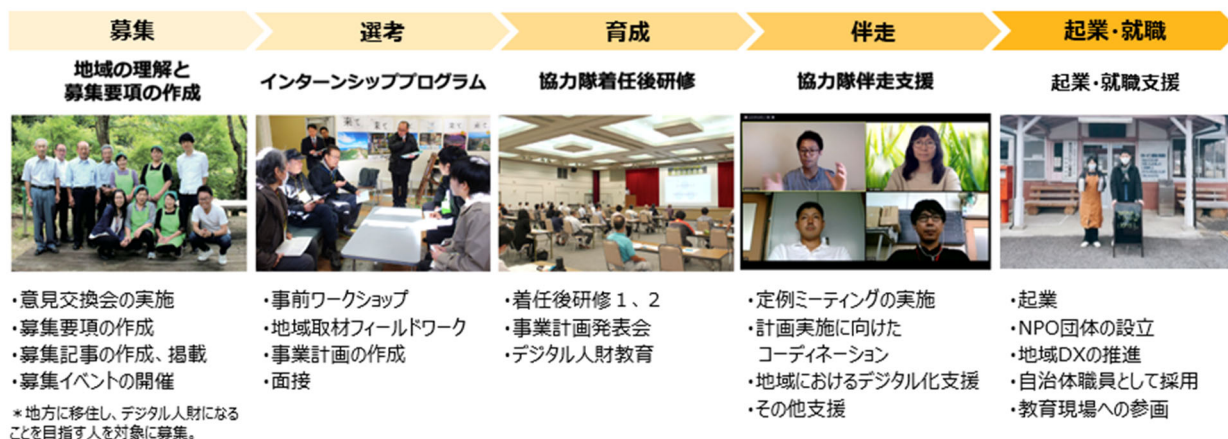 募集
地域の理解と
募集要項の作成
・意見交換会の実施
・募集要項の作成
・募集記事の作成、掲載
・募集イベントの開催
＊地方に移住し、デジタル人財になる
ことを目指す人を対象に募集。
選考
インターンシッププログラム
・事前ワークショップ
・地域取材フィールドワーク
・事業計画の作成
・面接
育成
協力隊着任後研修
・着任後研修１、２
・事業計画発表会
・デジタル人財教育
伴走
協力隊伴走支援
・定例ミーティングの実施
・計画実施に向けた
コーディネーション
・地域におけるデジタル化支援
・その他支援
起業・就職
起業・就職支援
・起業
・NPO団体の設立
・地域DXの推進
・自治体職員として採用
・教育現場への参画